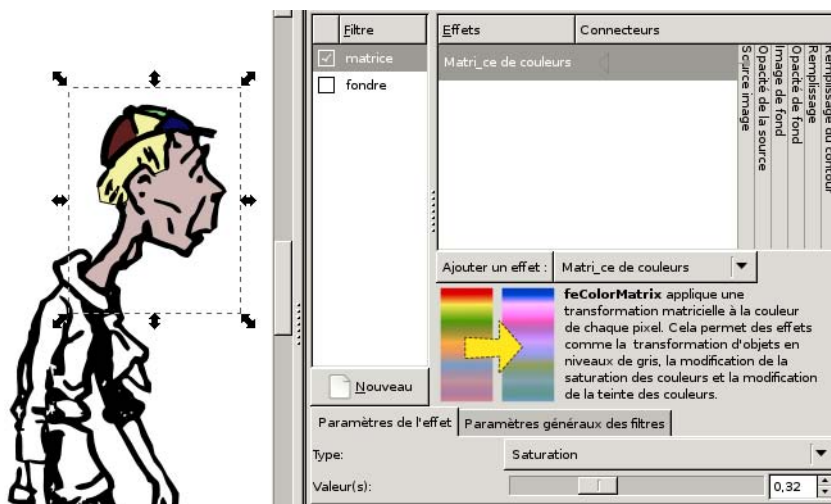 Filtre
Effets
Connecteurs
matrice
fondre
Matri_ce de couleurs
Source image
Opacité de la source
Image de fond
Opacité de fond
Remplissage
Remplissage du contour
Ajouter un effet :
Matri_ce de couleurs
feColorMatrix applique une
transformation matricielle à la couleur
de chaque pixel. Cela permet des effets
comme la transformation d'objets en
niveaux de gris, la modification de la
saturation des couleurs et la modification
de la teinte des couleurs.
Nouveau
Paramètres de l'effet
Paramètres généraux des filtres
Type:
Saturation
Valeur(s):
0,32